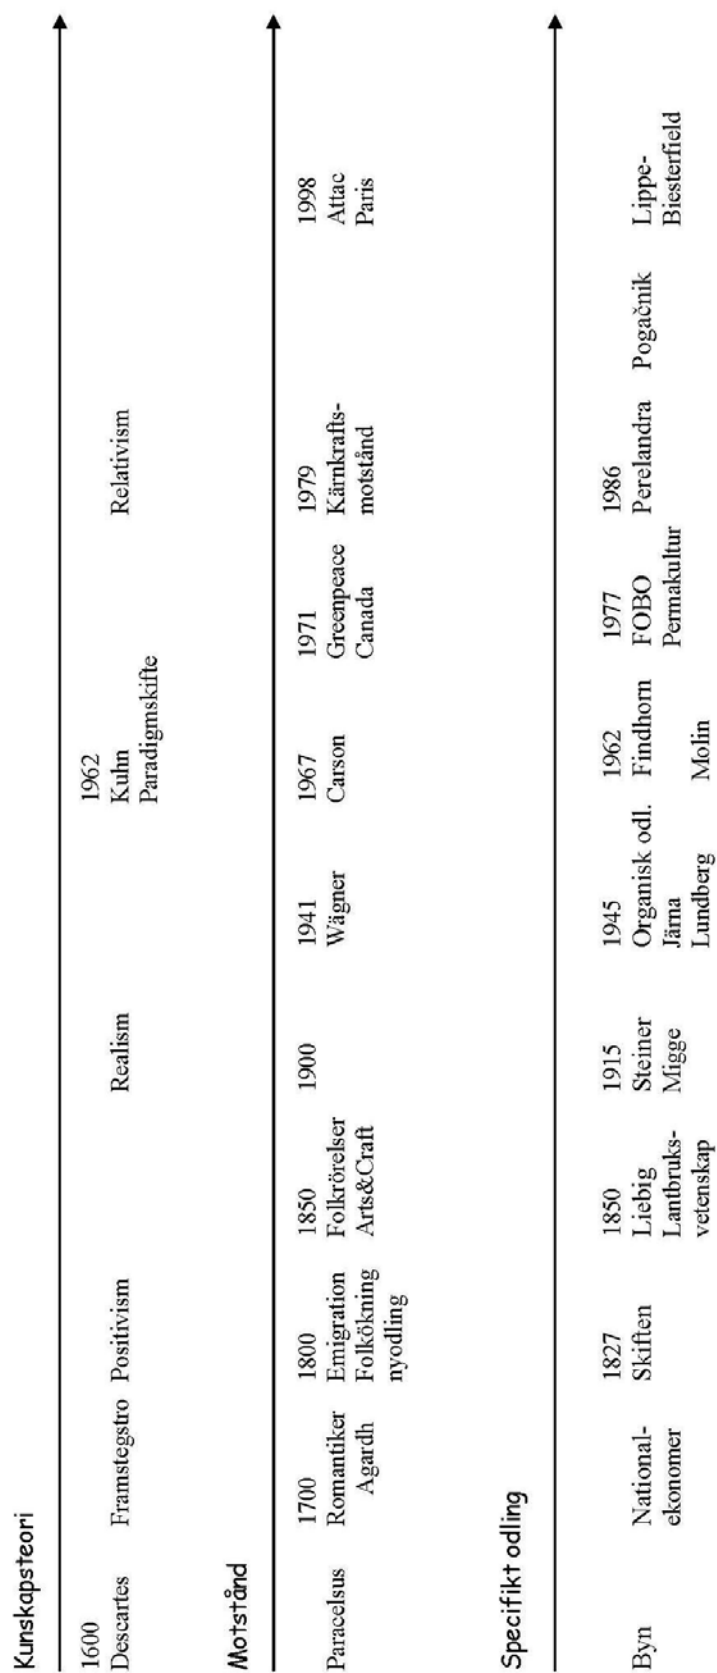 Kunskapsteori
1600
Descartes
Framstegstro
Positivism
Realism
1962
Kuhn
Paradigmskifte
Relativism
Motstånd
Paracelsus
1700
Romantiker
Agardh
1800
Emigration
Folkökning
nyodling
1850
Folkrörelser
Arts&Craft
1900
1941
Wägner
1967
Carson
1971
Greenpeace
Canada
1979
Kärnkrafts-
motstånd
1998
Attac
Paris
Specifikt odling
Byn
National-
ekonomer
1827
Skiften
1850
Liebig
Lantbruks-
vetenskap
1915
Steiner
Migge
1945
Organisk odl.
Järna
Lundberg
1962
Findhorn
Molin
1977
FOBO
Permakultur
1986
Perelandra
Pogačnik
Lippe-
Biesterfield